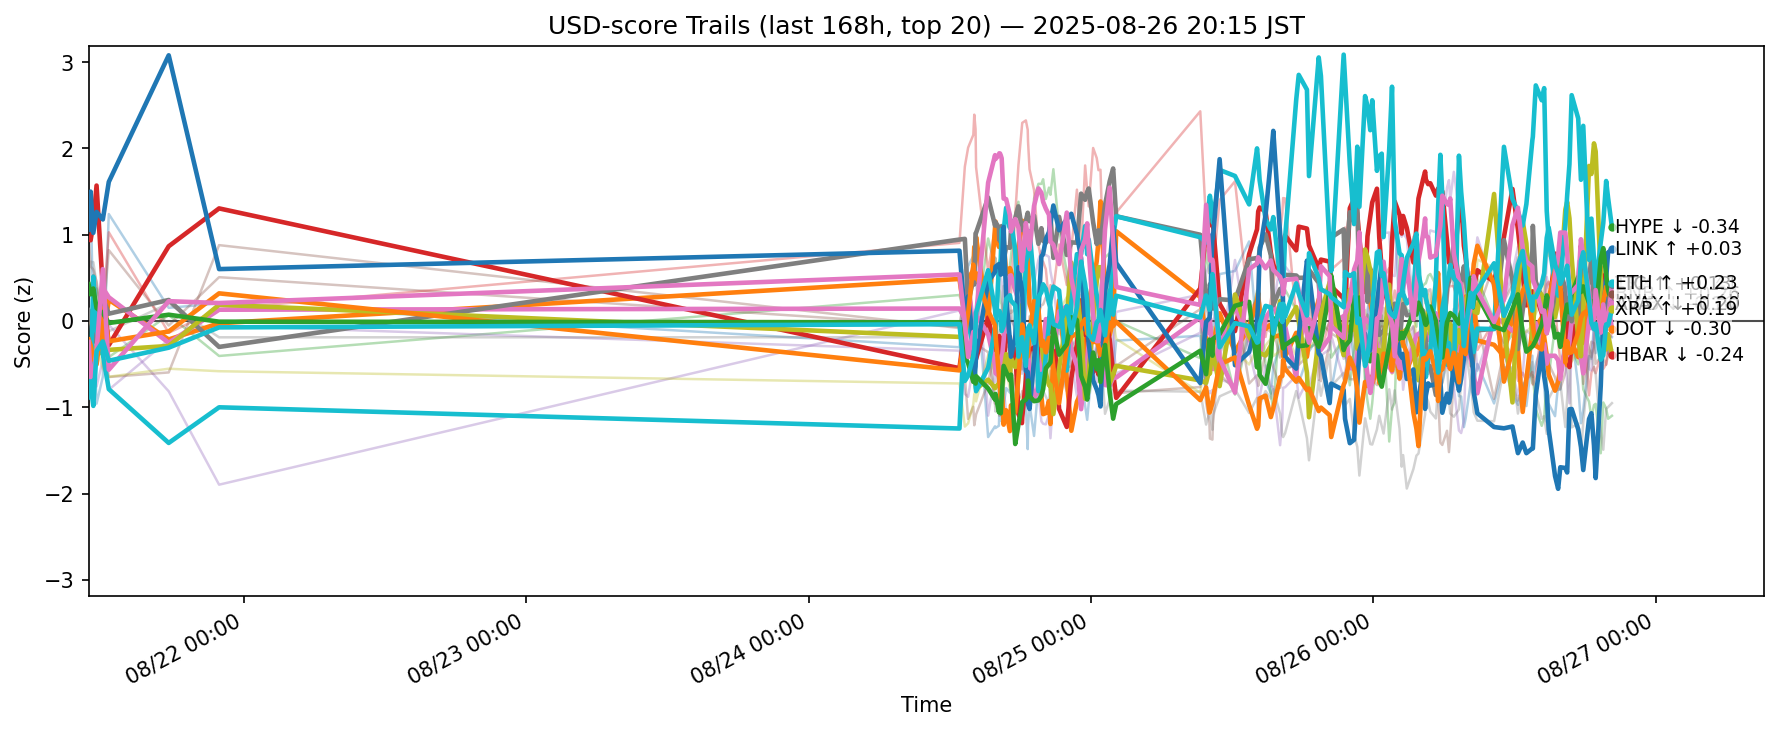 USD-score Trails (last 168h, top 20) — 2025-08-26 20:15 JST
Score (z)
3
2
1
0
−1
−2
−3
HYPE ↓ -0.34
LINK ↑ +0.03
ETH ↑ +0.23
XRP ↑ +0.19
DOT ↓ -0.30
HBAR ↓ -0.24
08/22 00:00
08/23 00:00
08/24 00:00
08/25 00:00
08/26 00:00
08/27 00:00
Time